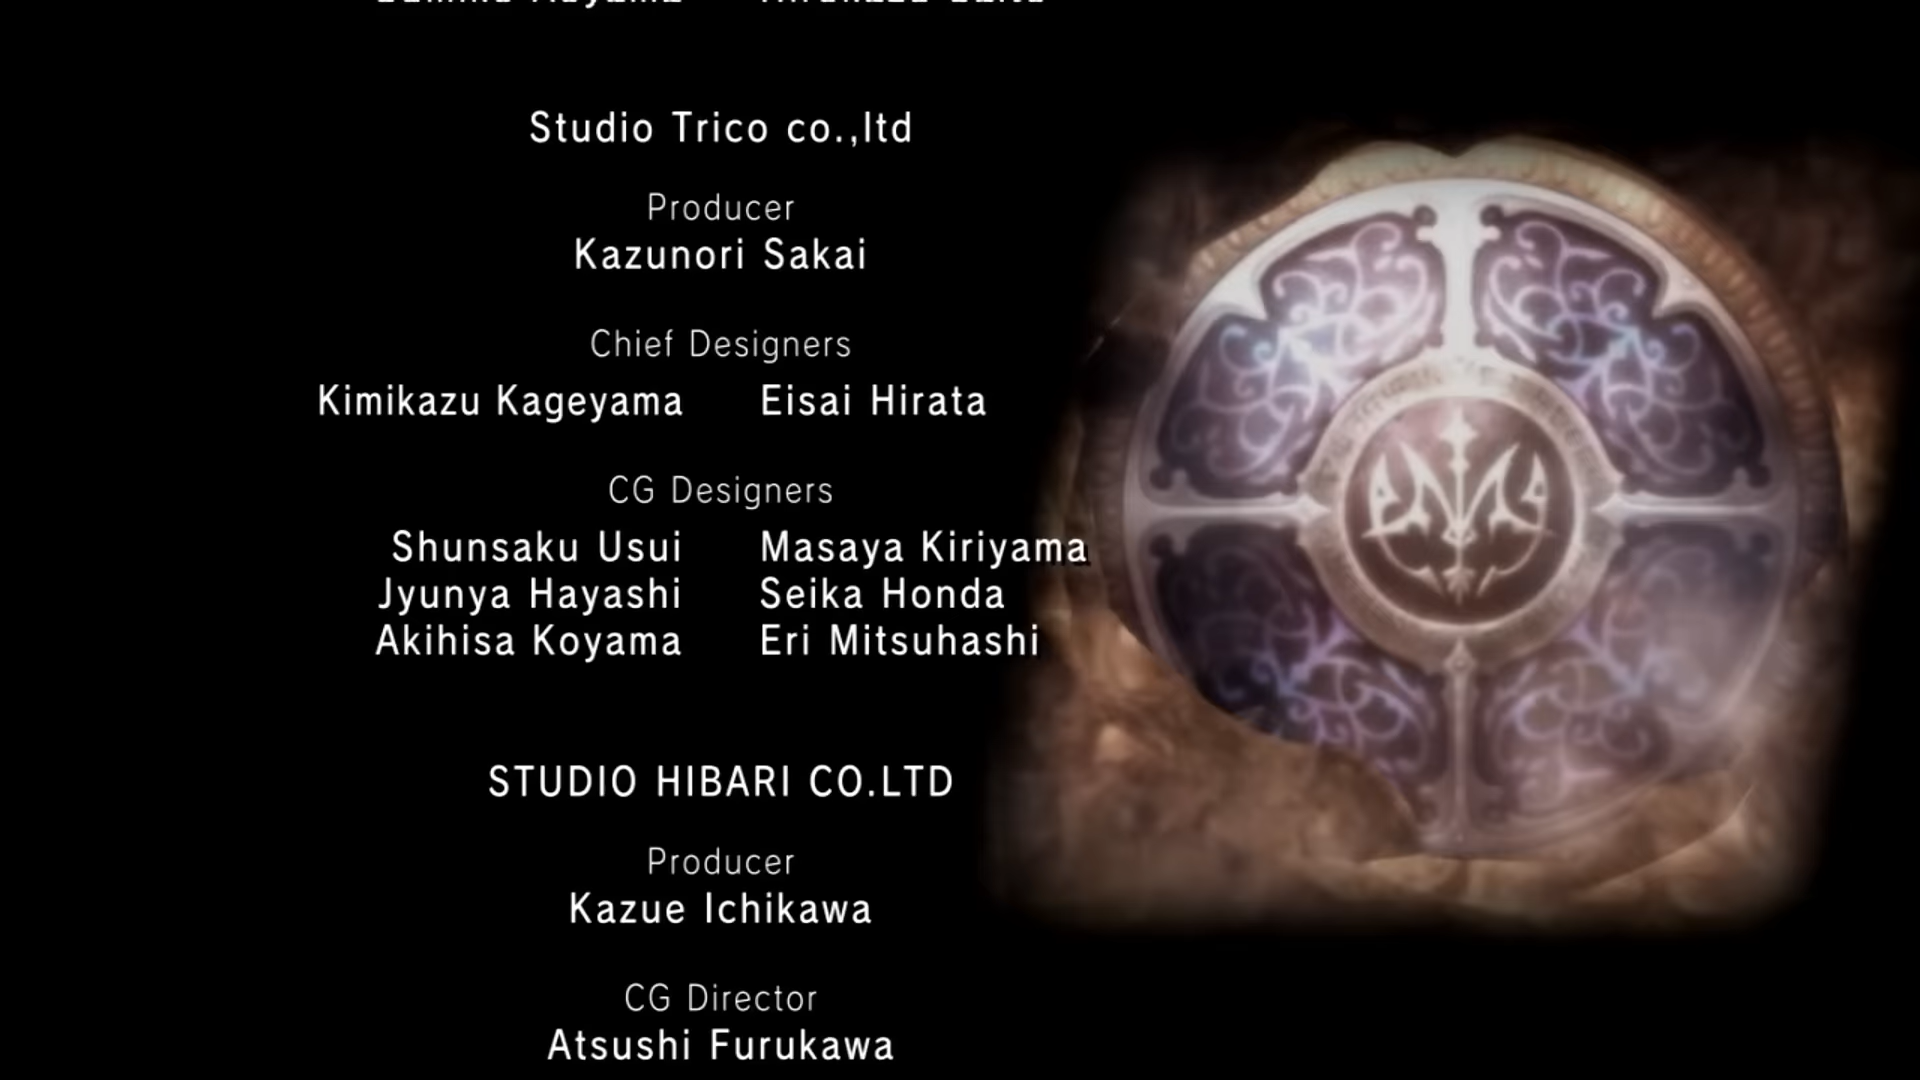 Studio Trico co.,ltd
Producer
Kazunori Sakai
Chief Designers
Kimikazu Kageyama Eisai Hirata
CG Designers
Shunsaku Usui Masaya Kiriyama
Jyunya Hayashi Seika Honda
Akihisa Koyama Eri Mitsuhashi
STUDIO HIBARI CO.LTD
Producer
Kazue Ichikawa
CG Director
Atsushi Furukawa